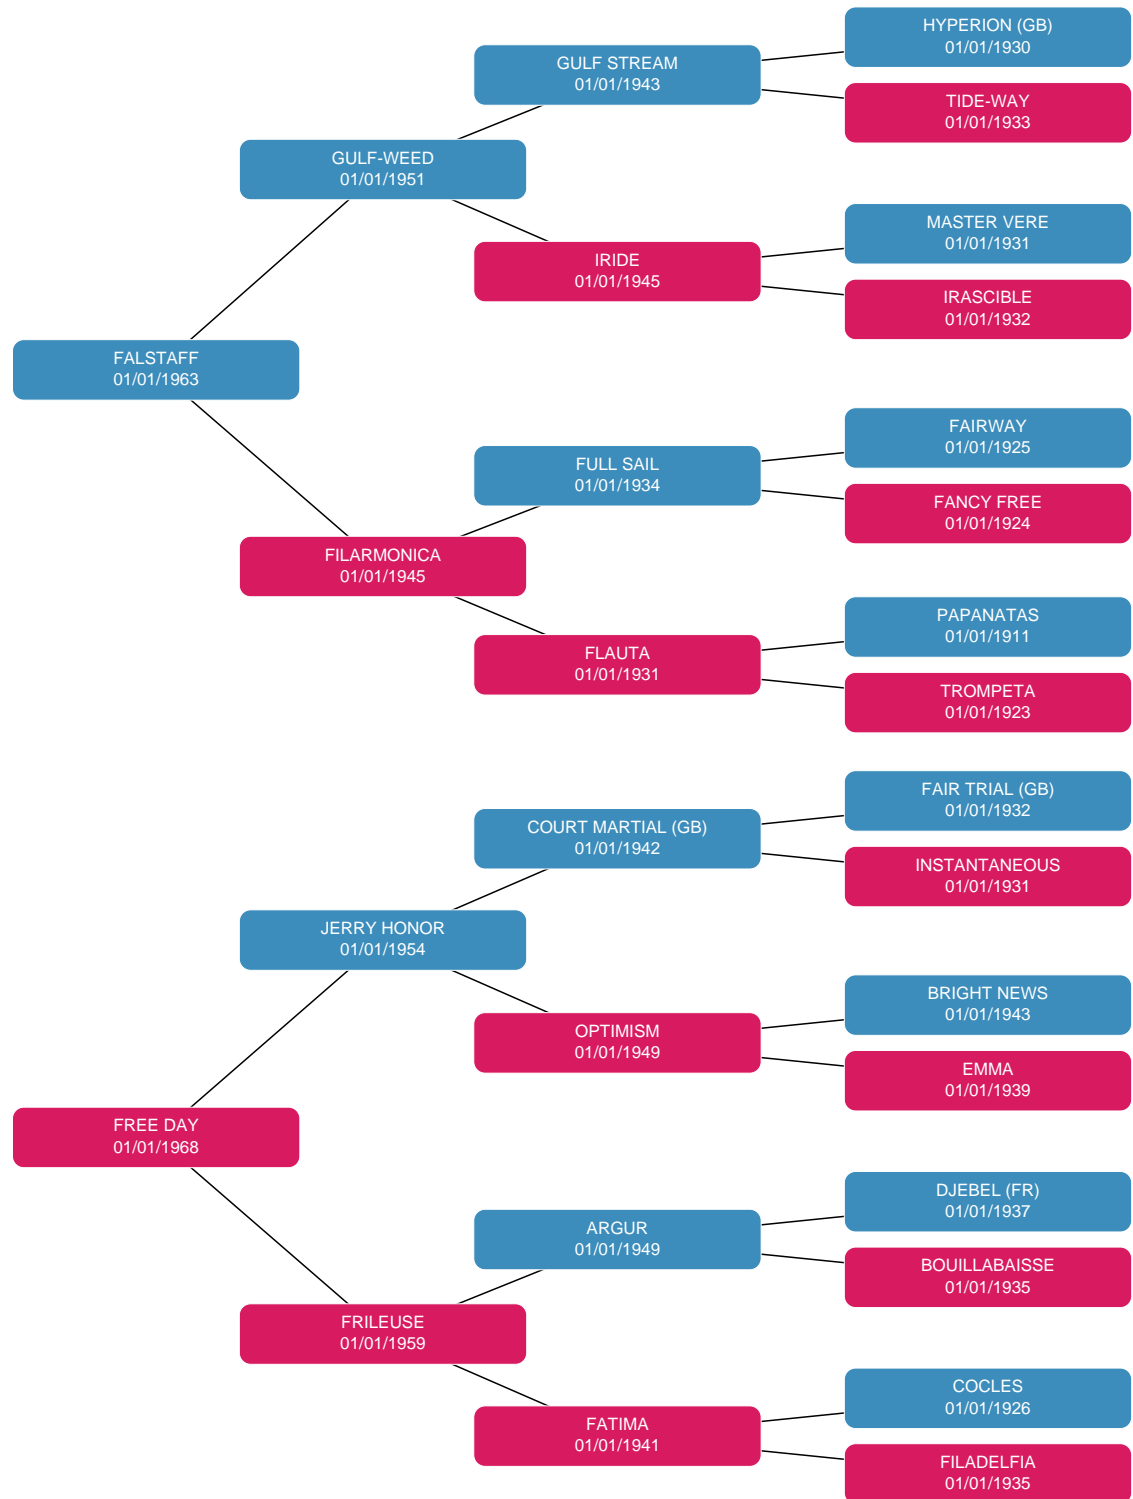 HYPERION (GB)
01/01/1930
GULF STREAM
01/01/1943
TIDE-WAY
01/01/1933
GULF-WEED
01/01/1951
MASTER VERE
01/01/1931
IRIDE
01/01/1945
IRASCIBLE
01/01/1932
FALSTAFF
01/01/1963
FAIRWAY
01/01/1925
FULL SAIL
01/01/1934
FANCY FREE
01/01/1924
FILARMONICA
01/01/1945
PAPANATAS
01/01/1911
FLAUTA
01/01/1931
TROMPETA
01/01/1923
FAIR TRIAL (GB)
01/01/1932
COURT MARTIAL (GB)
01/01/1942
INSTANTANEOUS
01/01/1931
JERRY HONOR
01/01/1954
BRIGHT NEWS
01/01/1943
OPTIMISM
01/01/1949
EMMA
01/01/1939
FREE DAY
01/01/1968
DJEBEL (FR)
01/01/1937
ARGUR
01/01/1949
BOUILLABAISSE
01/01/1935
FRILEUSE
01/01/1959
COCLES
01/01/1926
FATIMA
01/01/1941
FILADELFIA
01/01/1935